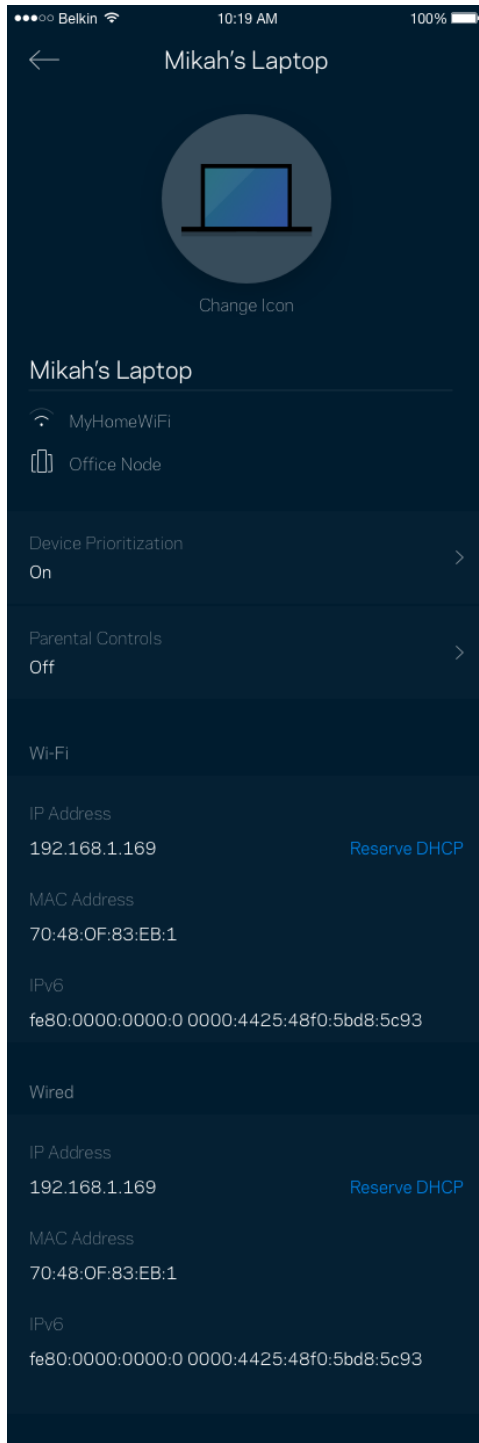 Belkin 10:19 AM 100%
Mikah's Laptop
Change Icon
Mikah's Laptop
MyHomeWiFi
Office Node
Device Prioritization
On
Parental Controls
Off
Wi-Fi
IP Address
192.168.1.169 Reserve DHCP
MAC Address
70:48:0F:83:EB:1
IPv6
fe80:0000:0000:0 0000:4425:48f0:5bd8:5c93
Wired
IP Address
192.168.1.169 Reserve DHCP
MAC Address
70:48:0F:83:EB:1
IPv6
fe80:0000:0000:0 0000:4425:48f0:5bd8:5c93